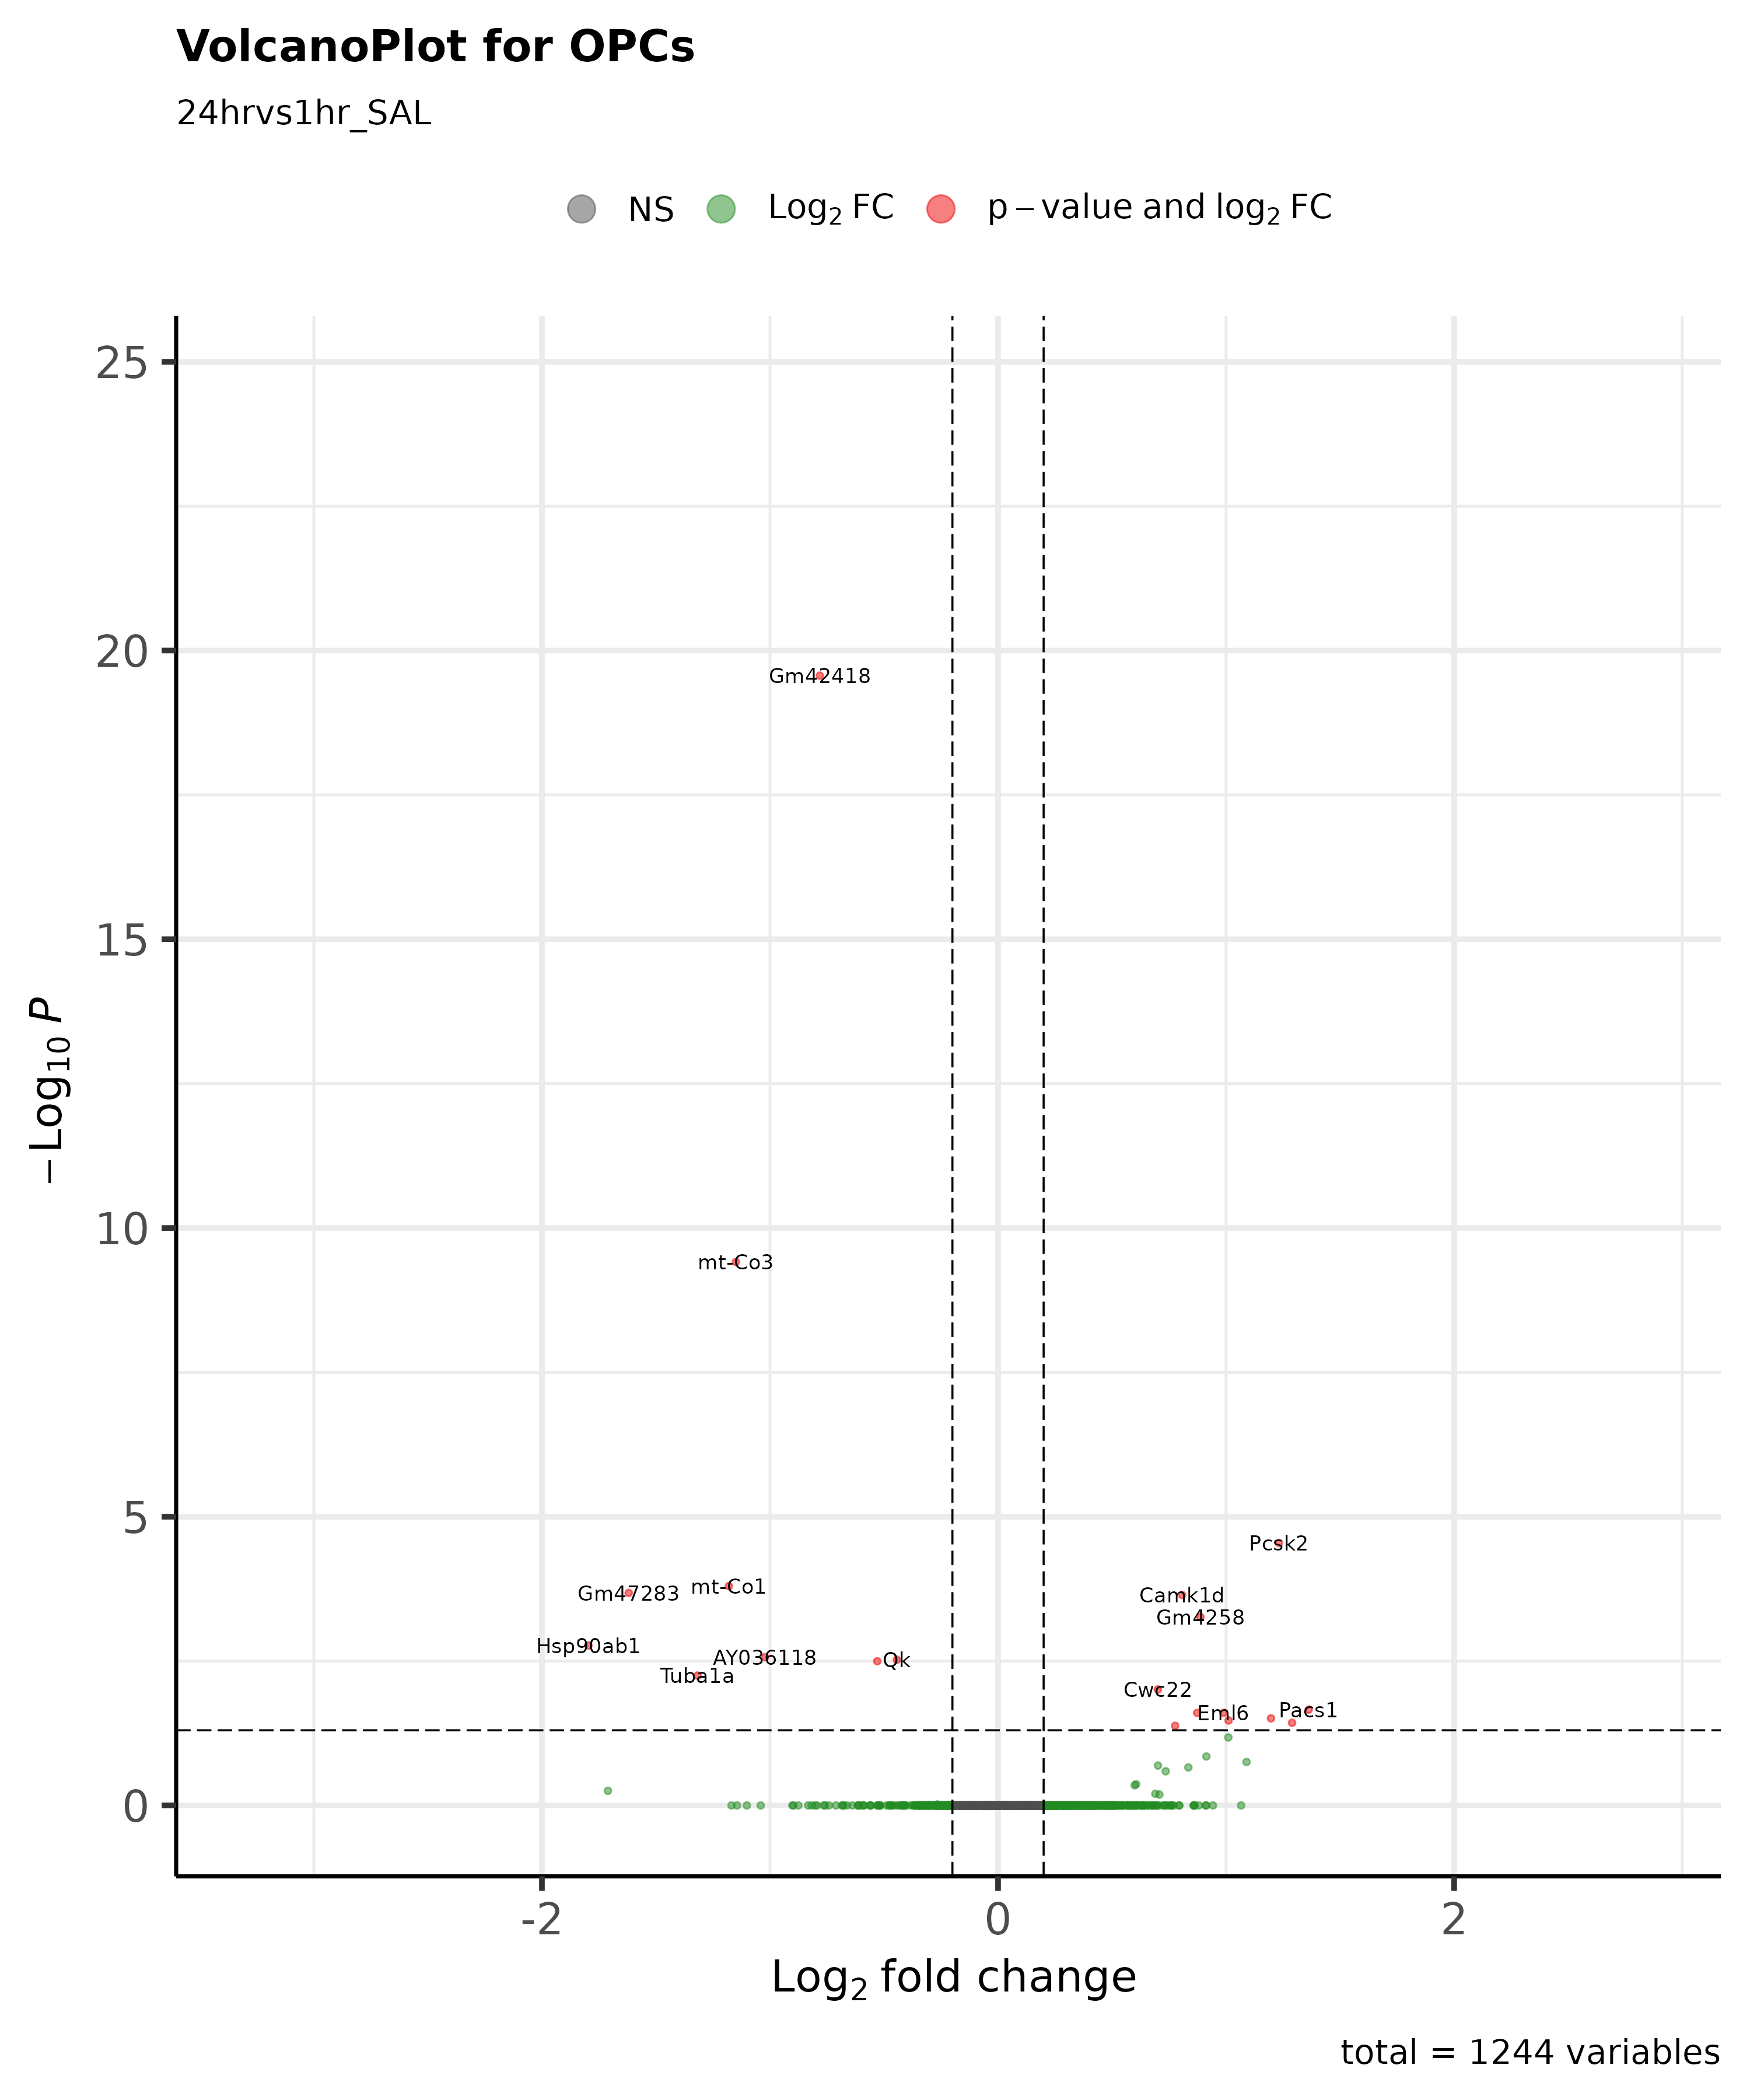 VolcanoPlot for OPCs
24hrvs1hr_SAL
NS Log₂ FC p – value and log₂ FC
25
20
15
10
5
0
−Log₁₀ P
Gm42418
mt-Co3
Pcsk2
mt-Co1
Gm47283
Camk1d
Gm4258
Hsp90ab1
AY036118
Qk
Tuba1a
Cwc22
Eml6
Pacs1
-2 0 2
Log₂ fold change
total = 1244 variables